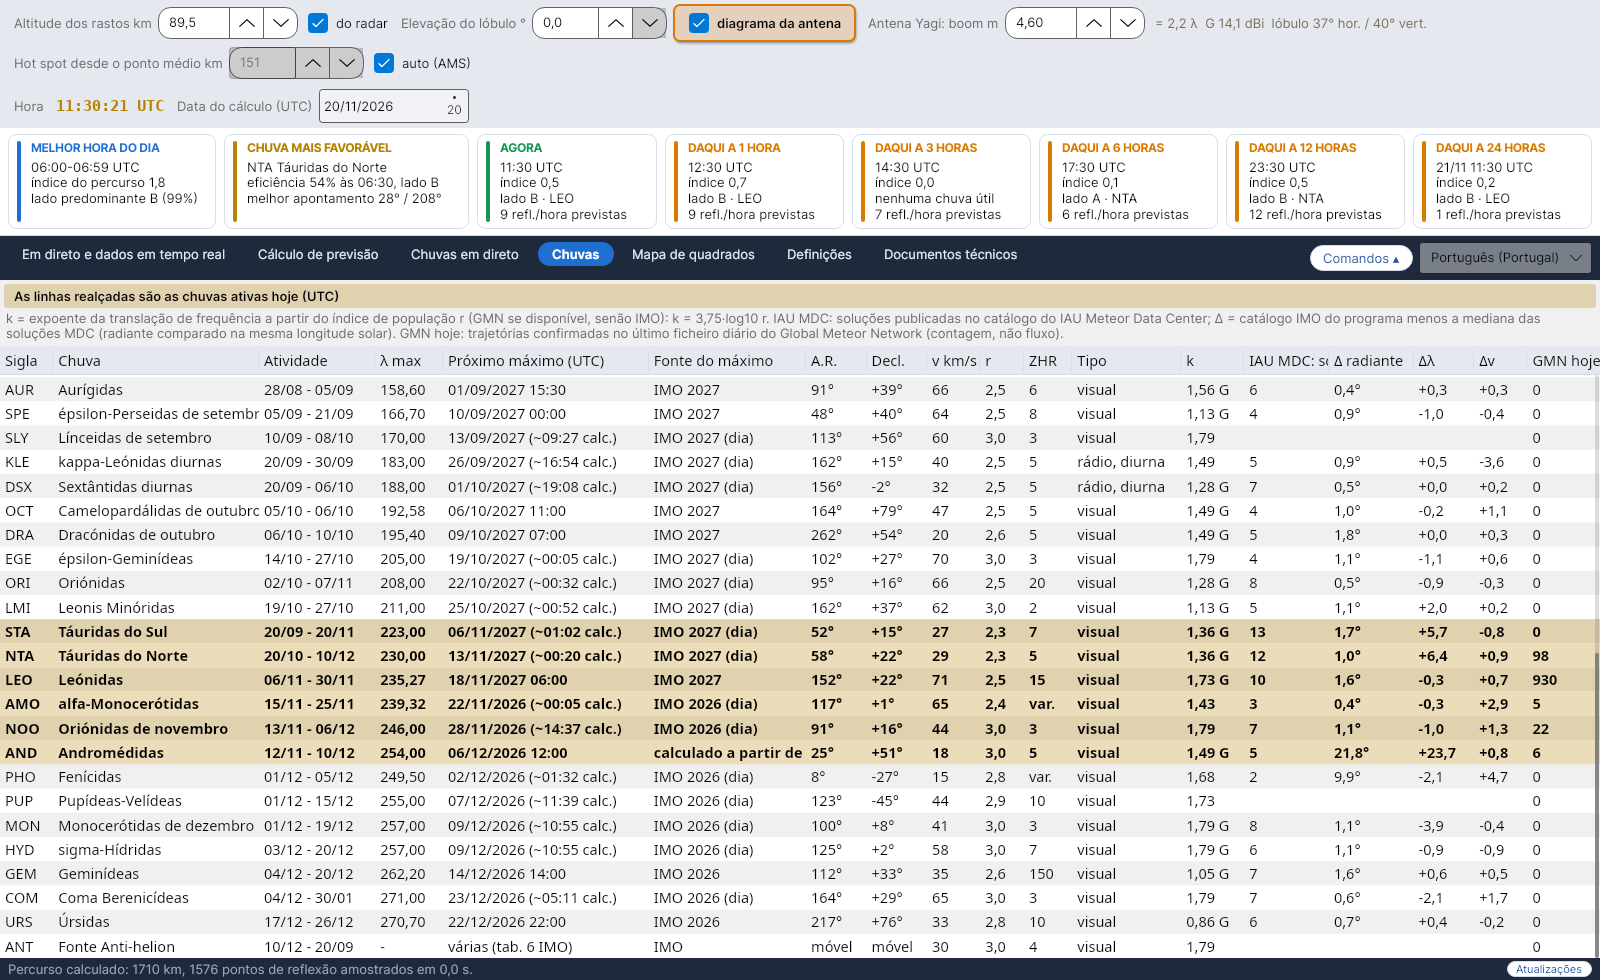 Altitude dos rastos km 89,5 do radar Elevação do lóbulo ° 0,0 diagrama da antena Antena Yagi: boom m 4,60 = 2,2 λ G 14,1 dBi lóbulo 37° hor. / 40° vert.
Hot spot desde o ponto médio km 151 auto (AMS)
Hora 11:30:21 UTC Data do cálculo (UTC) 20/11/2026 20
MELHOR HORA DO DIA
06:00-06:59 UTC
índice do percurso 1,8
lado predominante B (99%)
CHUVA MAIS FAVORÁVEL
NTA Táuridas do Norte
eficiência 54% às 06:30, lado B
melhor apontamento 28° / 208°
AGORA
11:30 UTC
índice 0,5
lado B · LEO
9 refl./hora previstas
DAQUI A 1 HORA
12:30 UTC
índice 0,7
lado B · LEO
9 refl./hora previstas
DAQUI A 3 HORAS
14:30 UTC
índice 0,0
nenhuma chuva útil
7 refl./hora previstas
DAQUI A 6 HORAS
17:30 UTC
índice 0,1
lado A · NTA
6 refl./hora previstas
DAQUI A 12 HORAS
23:30 UTC
índice 0,5
lado B · NTA
12 refl./hora previstas
DAQUI A 24 HORAS
21/11 11:30 UTC
índice 0,2
lado B · LEO
1 refl./hora previstas
Em direto e dados em tempo real Cálculo de previsão Chuvas em direto Chuvas Mapa de quadrados Definições Documentos técnicos Comandos ▴ Português (Portugal)
As linhas realçadas são as chuvas ativas hoje (UTC)
k = expoente da translação de frequência a partir do índice de população r (GMN se disponível, senão IMO): k = 3,75·log10 r. IAU MDC: soluções publicadas no catálogo do IAU Meteor Data Center; Δ = catálogo IMO do programa menos a mediana das
soluções MDC (radiante comparado na mesma longitude solar). GMN hoje: trajetórias confirmadas no último ficheiro diário do Global Meteor Network (contagem, não fluxo).
Sigla Chuva Atividade λ max Próximo máximo (UTC) Fonte do máximo A.R. Decl. v km/s r ZHR Tipo k IAU MDC: so Δ radiante Δλ Δv GMN hoje
AUR Aurígidas 28/08 - 05/09 158,60 01/09/2027 15:30 IMO 2027 91° +39° 66 2,5 6 visual 1,56 G 6 0,4° +0,3 +0,3 0
SPE épsilon-Perseidas de setembr 05/09 - 21/09 166,70 10/09/2027 00:00 IMO 2027 48° +40° 64 2,5 8 visual 1,13 G 4 0,9° -1,0 -0,4 0
SLY Línceidas de setembro 10/09 - 08/10 170,00 13/09/2027 (~09:27 calc.) IMO 2027 (dia) 113° +56° 60 3,0 3 visual 1,79 0
KLE kappa-Leónidas diurnas 20/09 - 30/09 183,00 26/09/2027 (~16:54 calc.) IMO 2027 (dia) 162° +15° 40 2,5 5 rádio, diurna 1,49 5 0,9° +0,5 -3,6 0
DSX Sextântidas diurnas 20/09 - 06/10 188,00 01/10/2027 (~19:08 calc.) IMO 2027 (dia) 156° -2° 32 2,5 5 rádio, diurna 1,28 G 7 0,5° +0,0 +0,2 0
OCT Camelopardálidas de outubro 05/10 - 06/10 192,58 06/10/2027 11:00 IMO 2027 164° +79° 47 2,5 5 visual 1,49 G 4 1,0° -0,2 +1,1 0
DRA Dracónidas de outubro 06/10 - 10/10 195,40 09/10/2027 07:00 IMO 2027 262° +54° 20 2,6 5 visual 1,49 G 5 1,8° +0,0 +0,3 0
EGE épsilon-Geminídeas 14/10 - 27/10 205,00 19/10/2027 (~00:05 calc.) IMO 2027 (dia) 102° +27° 70 3,0 3 visual 1,79 4 1,1° -1,1 +0,6 0
ORI Oriónidas 02/10 - 07/11 208,00 22/10/2027 (~00:32 calc.) IMO 2027 (dia) 95° +16° 66 2,5 20 visual 1,28 G 8 0,5° -0,9 -0,3 0
LMI Leonis Minóridas 19/10 - 27/10 211,00 25/10/2027 (~00:52 calc.) IMO 2027 (dia) 162° +37° 62 3,0 2 visual 1,13 G 5 1,1° +2,0 +0,2 0
STA Táuridas do Sul 20/09 - 20/11 223,00 06/11/2027 (~01:02 calc.) IMO 2027 (dia) 52° +15° 27 2,3 7 visual 1,36 G 13 1,7° +5,7 -0,8 0
NTA Táuridas do Norte 20/10 - 10/12 230,00 13/11/2027 (~00:20 calc.) IMO 2027 (dia) 58° +22° 29 2,3 5 visual 1,36 G 12 1,0° +6,4 +0,9 98
LEO Leónidas 06/11 - 30/11 235,27 18/11/2027 06:00 IMO 2027 152° +22° 71 2,5 15 visual 1,73 G 10 1,6° -0,3 +0,7 930
AMO alfa-Monocerótidas 15/11 - 25/11 239,32 22/11/2026 (~00:05 calc.) IMO 2026 (dia) 117° +1° 65 2,4 var. visual 1,43 3 0,4° -0,3 +2,9 5
NOO Oriónidas de novembro 13/11 - 06/12 246,00 28/11/2026 (~14:37 calc.) IMO 2026 (dia) 91° +16° 44 3,0 3 visual 1,79 7 1,1° -1,0 +1,3 22
AND Andromédidas 12/11 - 10/12 254,00 06/12/2026 12:00 calculado a partir de 25° +51° 18 3,0 5 visual 1,49 G 5 21,8° +23,7 +0,8 6
PHO Fenícidas 01/12 - 05/12 249,50 02/12/2026 (~01:32 calc.) IMO 2026 (dia) 8° -27° 15 2,8 var. visual 1,68 2 9,9° -2,1 +4,7 0
PUP Pupídeas-Velídeas 01/12 - 15/12 255,00 07/12/2026 (~11:39 calc.) IMO 2026 (dia) 123° -45° 44 2,9 10 visual 1,73 0
MON Monocerótidas de dezembro 01/12 - 19/12 257,00 09/12/2026 (~10:55 calc.) IMO 2026 (dia) 100° +8° 41 3,0 3 visual 1,79 G 8 1,1° -3,9 -0,4 0
HYD sigma-Hídridas 03/12 - 20/12 257,00 09/12/2026 (~10:55 calc.) IMO 2026 (dia) 125° +2° 58 3,0 7 visual 1,79 G 6 1,1° -0,9 -0,9 0
GEM Geminídeas 04/12 - 20/12 262,20 14/12/2026 14:00 IMO 2026 112° +33° 35 2,6 150 visual 1,05 G 7 1,6° +0,6 +0,5 0
COM Coma Berenicídeas 04/12 - 30/01 271,00 23/12/2026 (~05:11 calc.) IMO 2026 (dia) 164° +29° 65 3,0 3 visual 1,79 7 0,6° -2,1 +1,7 0
URS Úrsidas 17/12 - 26/12 270,70 22/12/2026 22:00 IMO 2026 217° +76° 33 2,8 10 visual 0,86 G 6 0,7° +0,4 -0,2 0
ANT Fonte Anti-helion 10/12 - 20/09 - várias (tab. 6 IMO) IMO móvel móvel 30 3,0 4 visual 1,79 0
Percurso calculado: 1710 km, 1576 pontos de reflexão amostrados em 0,0 s. Atualizações